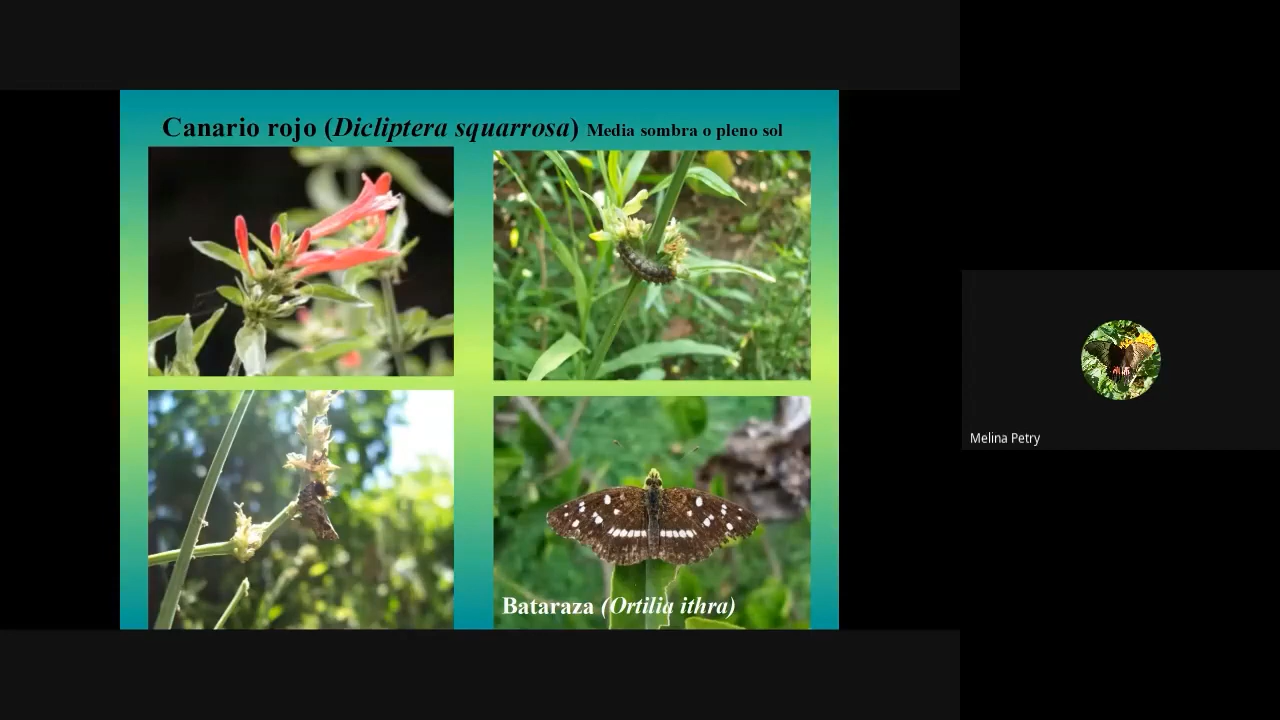 Canario rojo (Dicliptera squarrosa) Media sombra o pleno sol
Bataraza (Ortilia ithra)
Melina Petry